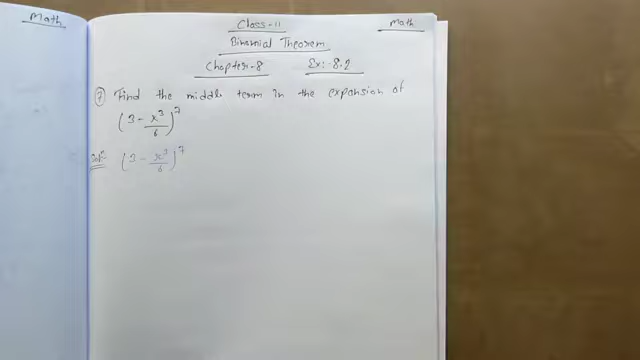 Math
Class-11
Math
Binomial Theorem
Chapter-8 Ex:-8.2
(7) Find the middle term in the expansion of
(3 - x³/6)⁷
Solⁿ:- (3 - x³/6)⁷